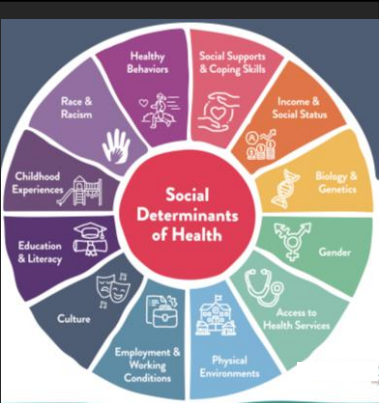 Social
Determinants
of Health
Social Supports
& Coping Skills
Income &
Social Status
Biology &
Genetics
Gender
Access to
Health Services
Physical
Environments
Employment &
Working
Conditions
Culture
Education
& Literacy
Childhood
Experiences
Race &
Racism
Healthy
Behaviors